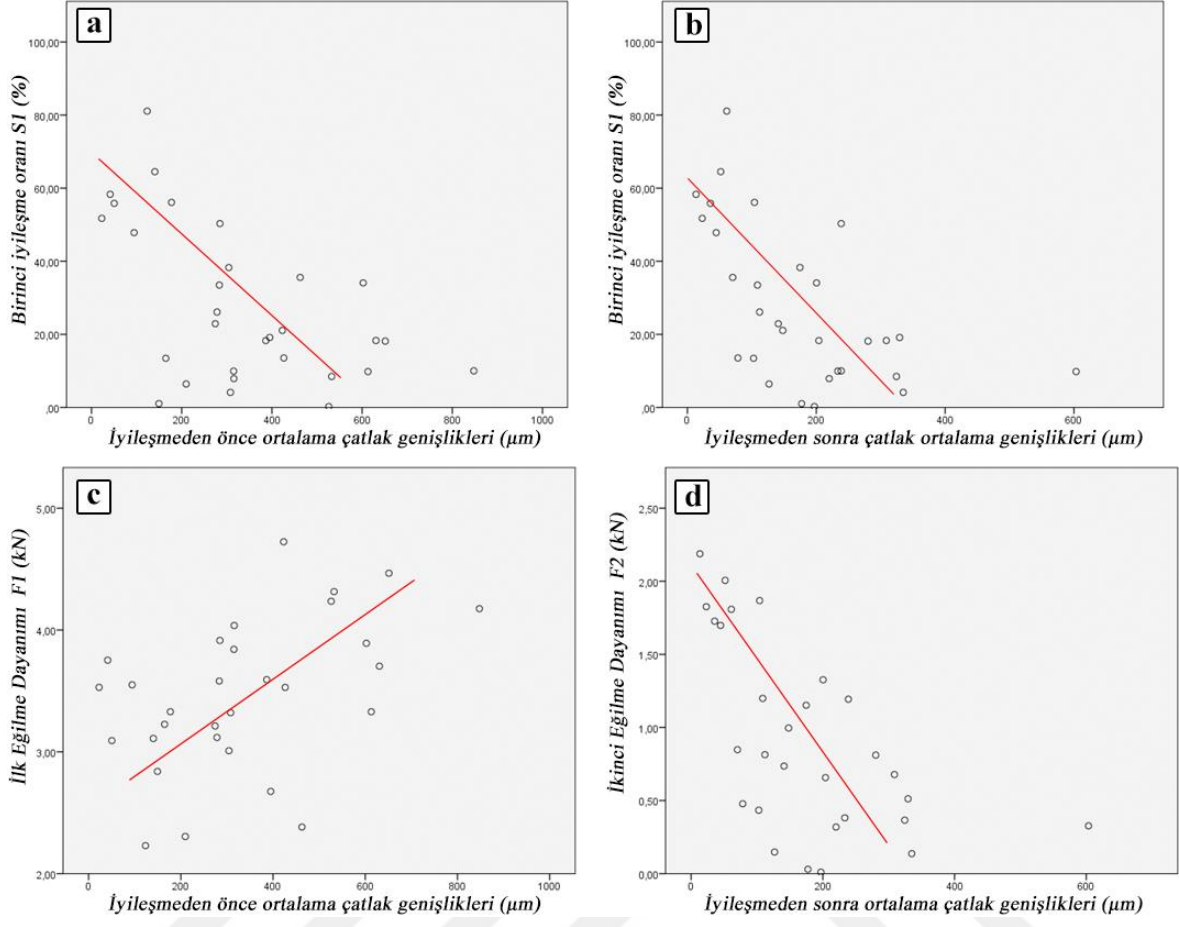 a
Birinci iyileşme oranı S1 (%)
100,00
80,00
60,00
40,00
20,00
,00
0 200 400 600 800 1000
İyileşmeden önce ortalama çatlak genişlikleri (µm)
b
Birinci iyileşme oranı S1 (%)
100,00
80,00
60,00
40,00
20,00
,00
0 200 400 600
İyileşmeden sonra çatlak ortalama genişlikleri (µm)
c
İlk Eğilme Dayanımı F1 (kN)
5,00
4,00
3,00
2,00
0 200 400 600 800 1000
İyileşmeden önce ortalama çatlak genişlikleri (µm)
d
İkinci Eğilme Dayanımı F2 (kN)
2,50
2,00
1,50
1,00
0,50
0,00
0 200 400 600
İyileşmeden sonra ortalama çatlak genişlikleri (µm)